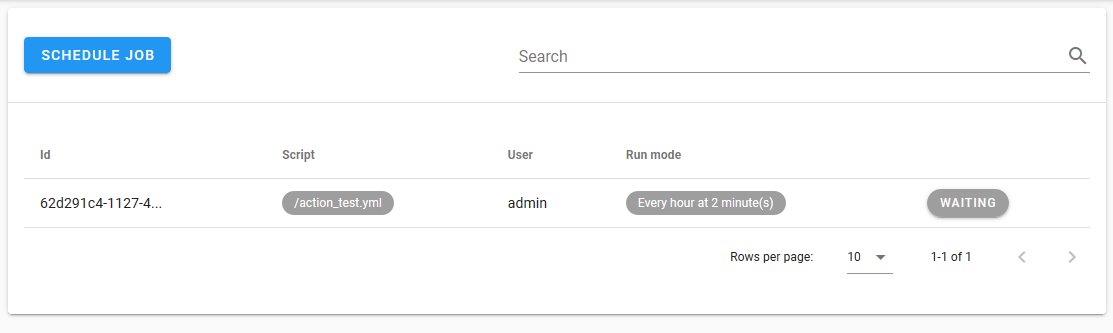 SCHEDULE JOB
Search
Id Script User Run mode
62d291c4-1127-4... /action_test.yml admin Every hour at 2 minute(s) WAITING
Rows per page: 10 1-1 of 1